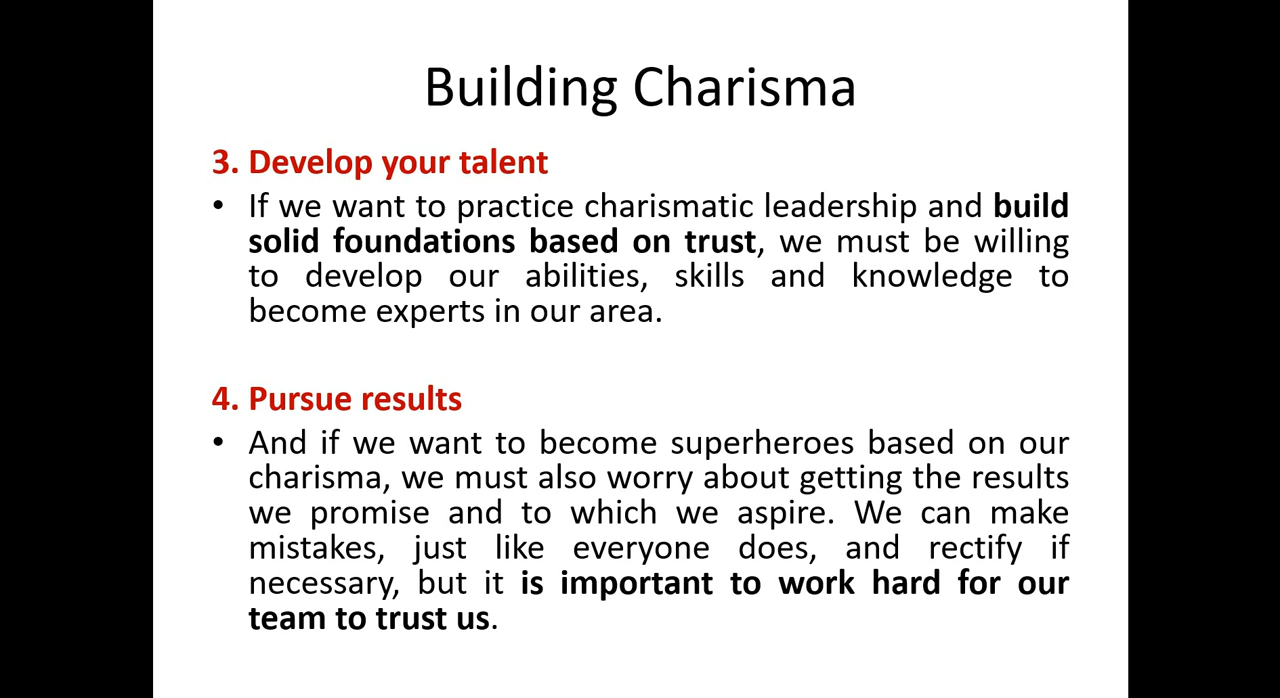 Building Charisma
3. Develop your talent
• If we want to practice charismatic leadership and build
solid foundations based on trust, we must be willing
to develop our abilities, skills and knowledge to
become experts in our area.
4. Pursue results
• And if we want to become superheroes based on our
charisma, we must also worry about getting the results
we promise and to which we aspire. We can make
mistakes, just like everyone does, and rectify if
necessary, but it is important to work hard for our
team to trust us.